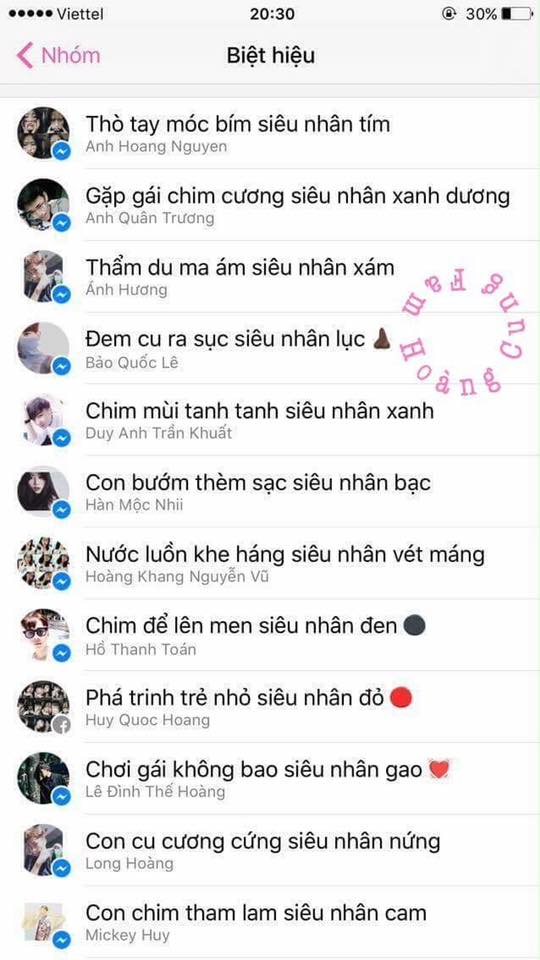 Viettel 20:30 30%
Nhóm Biệt hiệu
Thò tay móc bím siêu nhân tím
Anh Hoang Nguyen
Gặp gái chim cương siêu nhân xanh dương
Anh Quân Trương
Thẩm du ma ám siêu nhân xám
Ánh Hương
Đem cu ra sục siêu nhân lục
Bảo Quốc Lê
Chim mùi tanh tanh siêu nhân xanh
Duy Anh Trần Khuất
Con bướm thèm sạc siêu nhân bạc
Hàn Mộc Nhii
Nước luồn khe háng siêu nhân vét máng
Hoàng Khang Nguyễn Vũ
Chim để lên men siêu nhân đen
Hồ Thanh Toán
Phá trinh trẻ nhỏ siêu nhân đỏ
Huy Quoc Hoang
Chơi gái không bao siêu nhân gao
Lê Đình Thế Hoàng
Con cu cương cứng siêu nhân nứng
Long Hoàng
Con chim tham lam siêu nhân cam
Mickey Huy
Hoàng Cung Fam